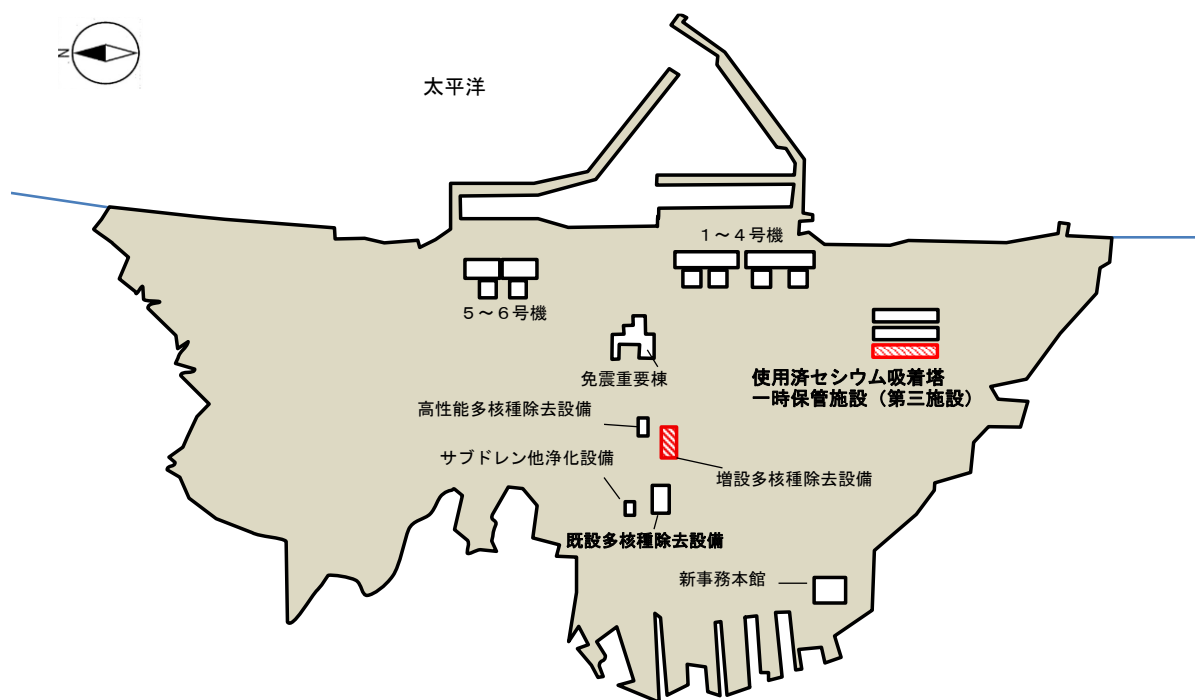 N
太平洋
１～４号機
５～６号機
免震重要棟
使用済セシウム吸着塔
一時保管施設（第三施設）
高性能多核種除去設備
サブドレン他浄化設備
増設多核種除去設備
既設多核種除去設備
新事務本館